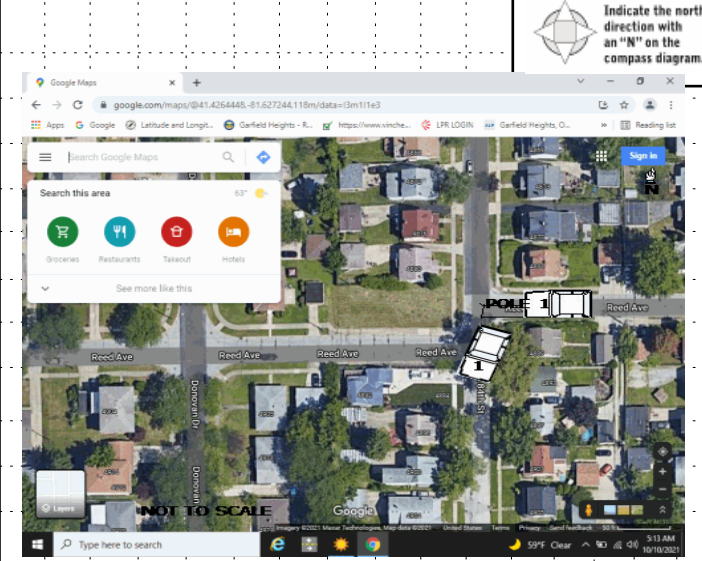 Indicate the north
direction with
an "N" on the
compass diagram.
Google Maps
google.com/maps/@41.4264448,-81.627244,118m/data=!3m1!1e3
Apps Google Latitude and Longit... Garfield Heights - R... https://www.vinche... LPR LOGIN Garfield Heights, O... » Reading list
Search Google Maps
Sign in
N
Search this area 63°
Groceries Restaurants Takeout Hotels
See more like this
POLE 1
Reed Ave
Reed Ave Reed Ave Reed Ave Reed Ave
1
Donovan Dr
Donovan
84th St
Layers
NOT TO SCALE
Google
Imagery ©2021 Maxar Technologies, Map data ©2021 United States Terms Privacy Send feedback 50 ft
Type here to search
59°F Clear
5:13 AM
10/10/2021